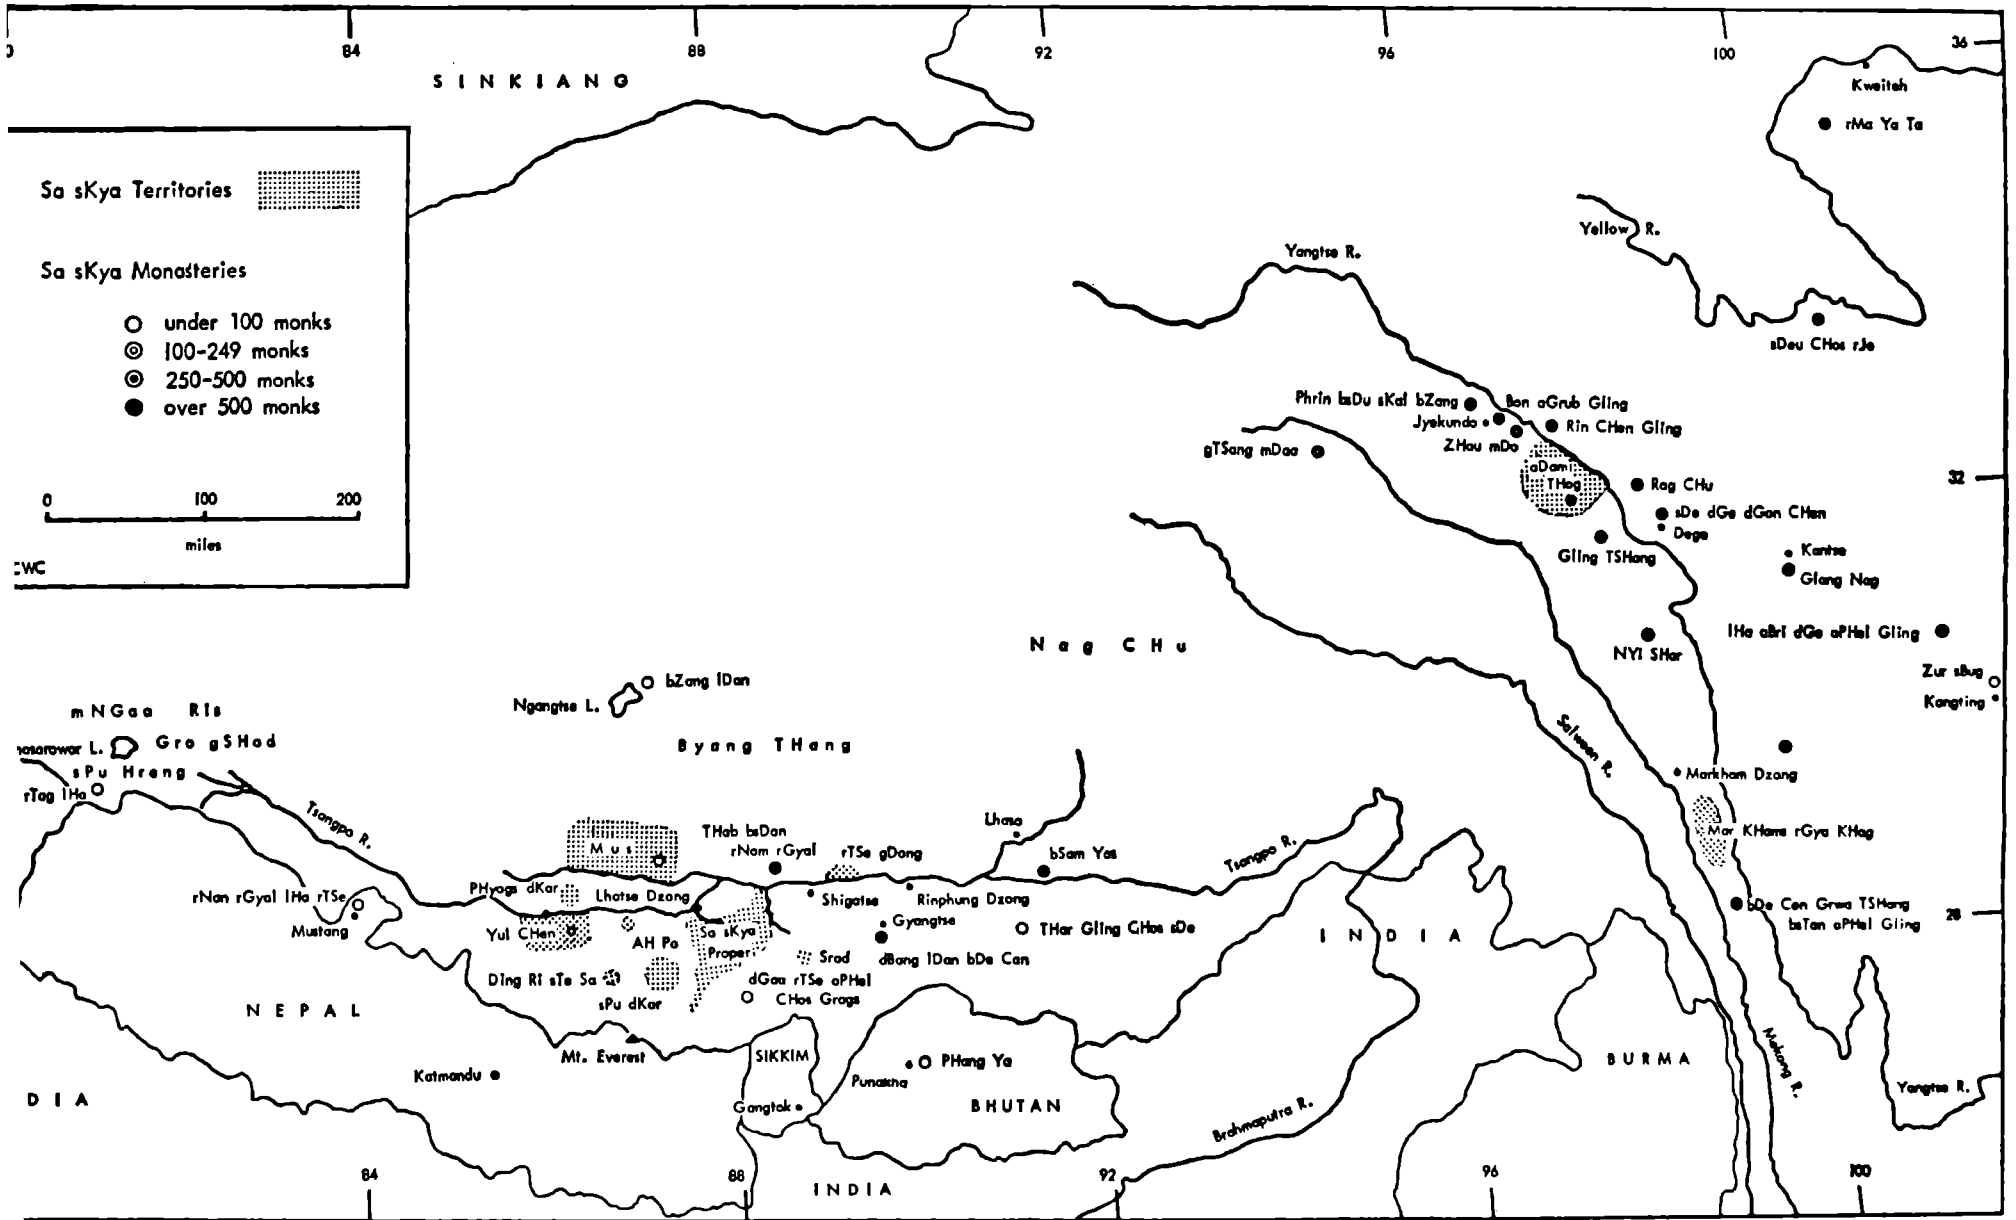 84
88
92
96
100
36
SINKIANG
Kweiteh
rMa Ya Ta
Sa sKya Territories
Sa sKya Monasteries
under 100 monks
100-249 monks
250-500 monks
over 500 monks
0 100 200
miles
Yellow R.
Yangtse R.
sDeu CHos rJe
Phrin bsDu sKal bZang
Bon aGrub Gling
Jyekundo
Rin CHen Gling
ZHou mDo
gTSang mDaa
aDam
THog
32
Rag CHu
sDe dGe dGon CHen
Dege
Gling TSHang
Kantse
Glang Nag
Nag CHu
lHa aBri dGe aPHel Gling
NYI SHar
Zur sBug
Kangting
bZang lDan
Ngangtse L.
mNGaa Ris
Gro gSHod
Byang THang
sPu Hreng
rTag lHa
Salween R.
Markham Dzong
Tsangpo R.
Mus
THab bsDan
rNam rGyal
rTSe gDong
Lhasa
bSam Yas
Tsangpo R.
Mar KHams rGya KHag
PHyogs dKar
Lhatse Dzong
Shigatse
Rinphung Dzong
rNan rGyal lHa rTSe
Mustang
Yul CHen
AH Po
Sa sKya
Proper
Gyangtse
THar Gling CHos sDe
bDe Cen Grwa TSHang
bsTan aPHel Gling
28
INDIA
Srad
dBang lDan bDe Can
Ding Ri sTe Sa
sPu dKar
dGaa rTSe aPHel
CHos Grags
NEPAL
Mt. Everest
SIKKIM
PHang Ya
Punakha
BURMA
Mekong R.
Katmandu
Gangtok
BHUTAN
Brahmaputra R.
Yangtse R.
DIA
84
88
INDIA
92
96
100